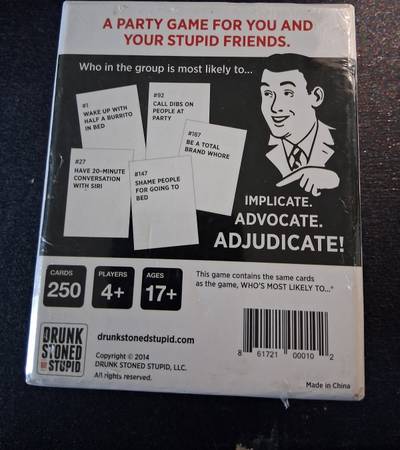 A PARTY GAME FOR YOU AND
YOUR STUPID FRIENDS.
Who in the group is most likely to...
#1
WAKE UP WITH
HALF A BURRITO
IN BED
#92
CALL DIBS ON
PEOPLE AT
PARTY
#187
BE A TOTAL
BRAND WHORE
#27
HAVE 20-MINUTE
CONVERSATION
WITH SIRI
#147
SHAME PEOPLE
FOR GOING TO
BED
IMPLICATE.
ADVOCATE.
ADJUDICATE!
CARDS
250
PLAYERS
4+
AGES
17+
This game contains the same cards
as the game, WHO'S MOST LIKELY TO...®
DRUNK
STONED
OR
STUPID
drunkstonedstupid.com
Copyright © 2014
DRUNK STONED STUPID, LLC.
All rights reserved.
8 61721 00010 2
Made in China